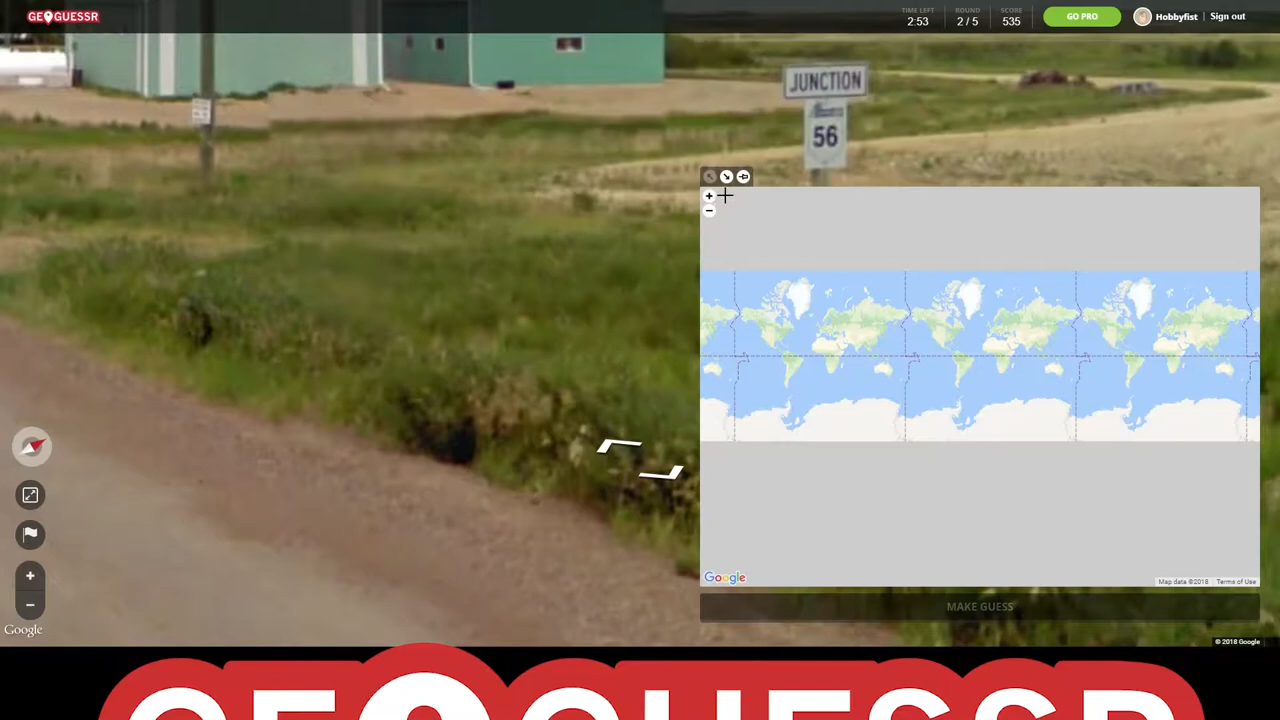 GEOGUESSR
TIME LEFT
2:53
ROUND
2 / 5
SCORE
535
GO PRO
Hobbyfist | Sign out
JUNCTION
56
Google
Map data ©2018 Terms of Use
MAKE GUESS
Google
© 2018 Google
GEOGUESSR